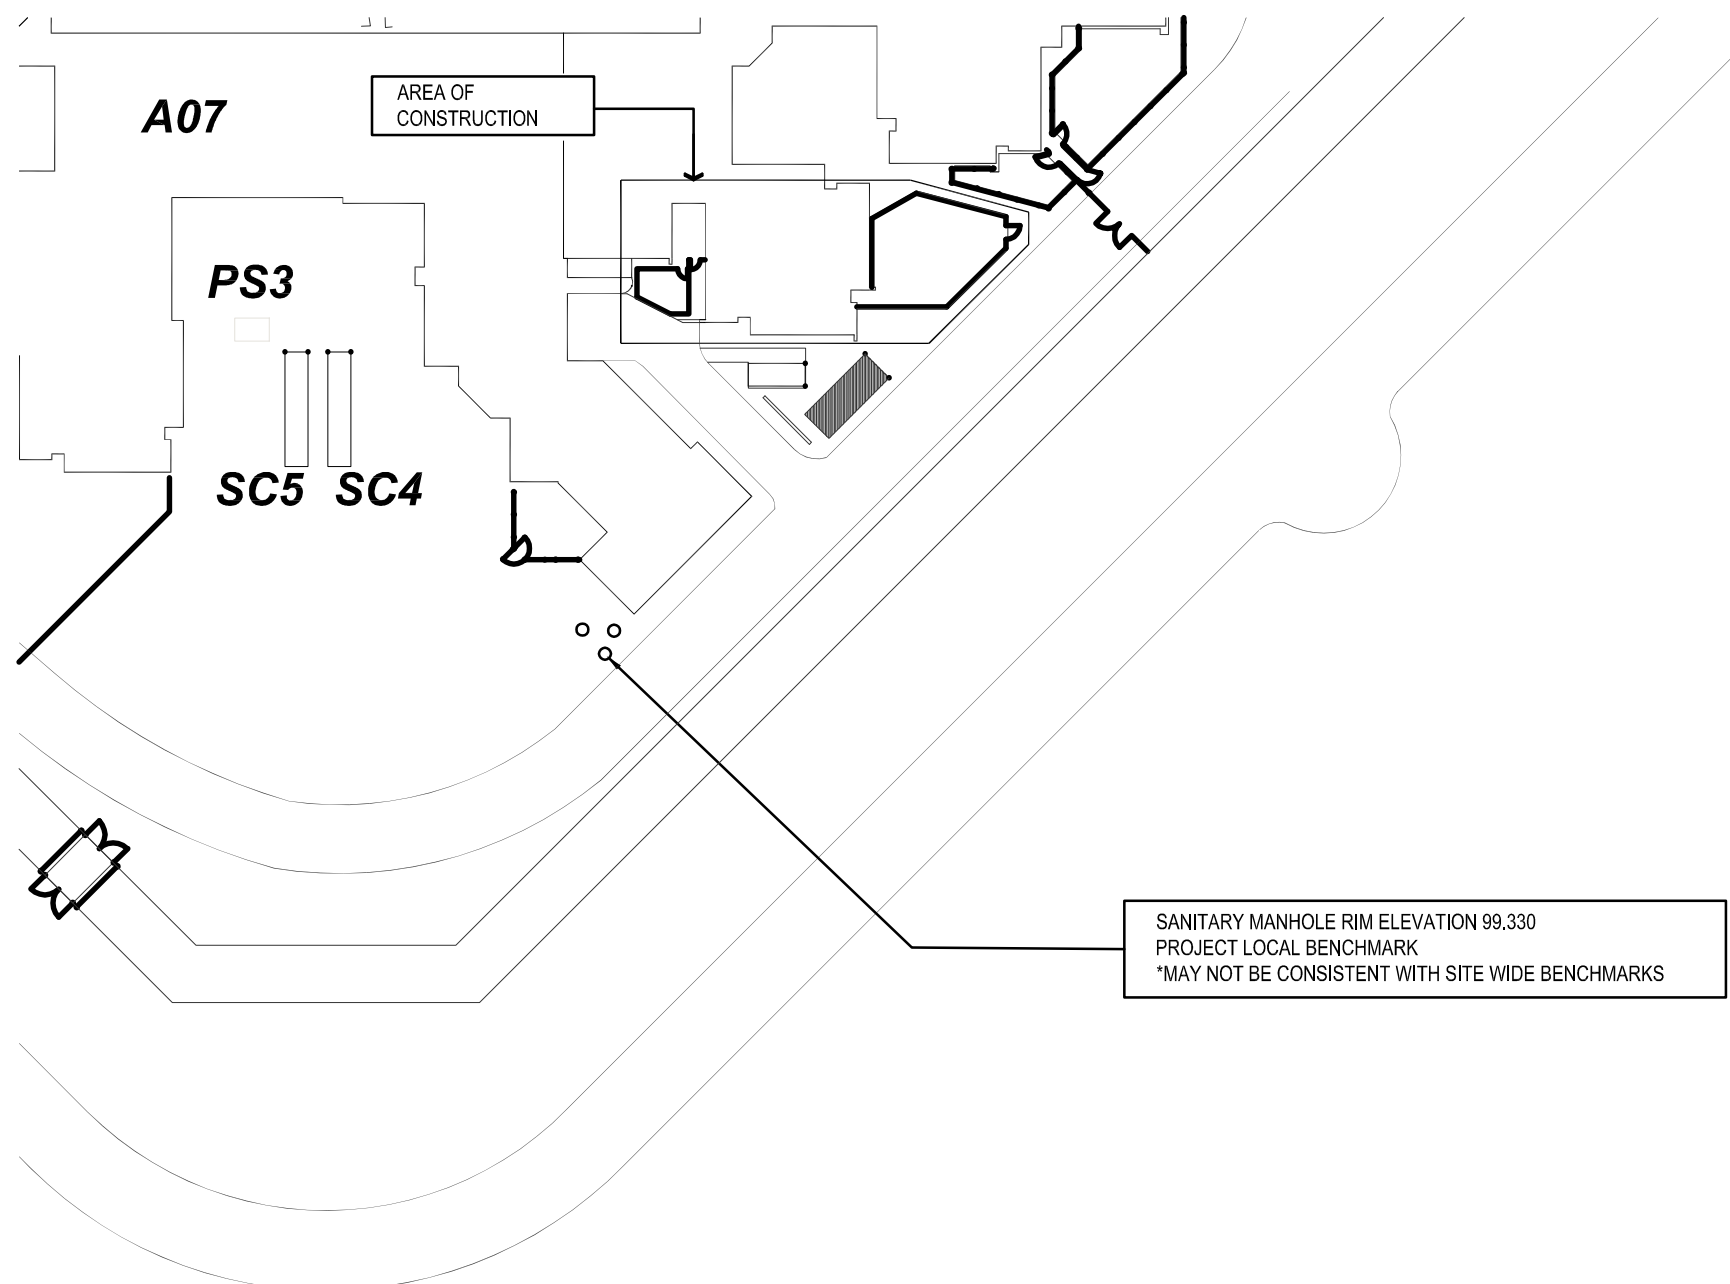 AREA OF
CONSTRUCTION
A07
PS3
SC5 SC4
SANITARY MANHOLE RIM ELEVATION 99.330
PROJECT LOCAL BENCHMARK
*MAY NOT BE CONSISTENT WITH SITE WIDE BENCHMARKS